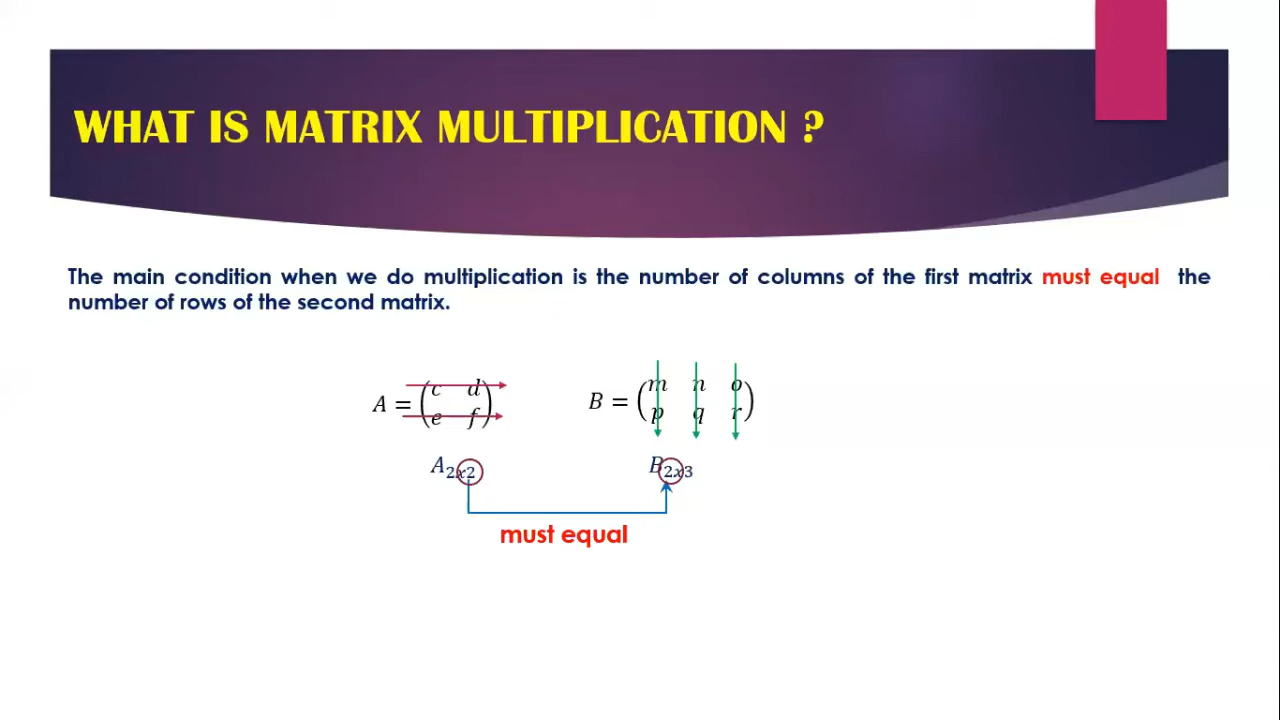 WHAT IS MATRIX MULTIPLICATION ?
The main condition when we do multiplication is the number of columns of the first matrix must equal the
number of rows of the second matrix.
A = (c d
e f)
B = (m n o
p q r)
A2x2 B2x3
must equal